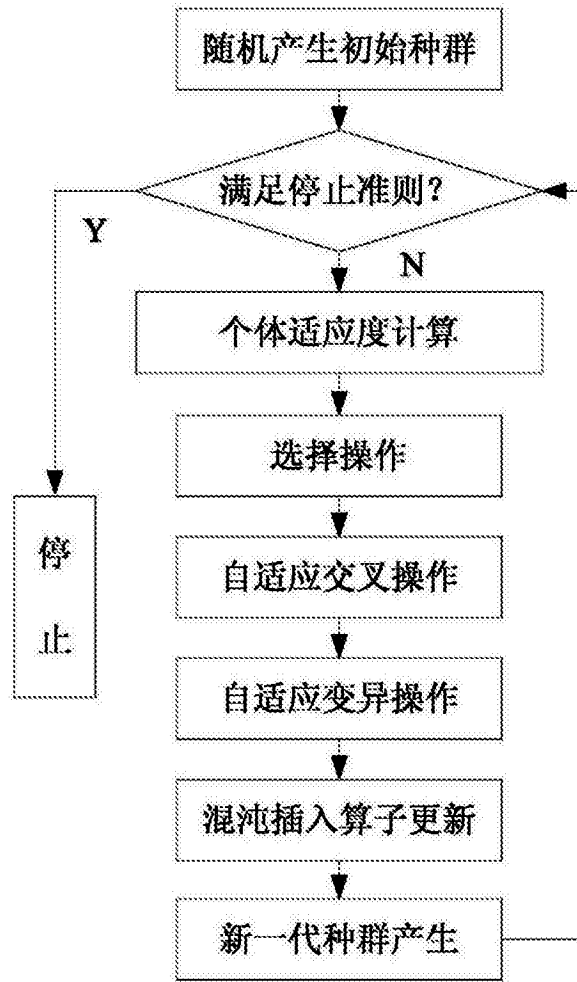 随机产生初始种群
满足停止准则？
Y
N
个体适应度计算
选择操作
停
止
自适应交叉操作
自适应变异操作
混沌插入算子更新
新一代种群产生